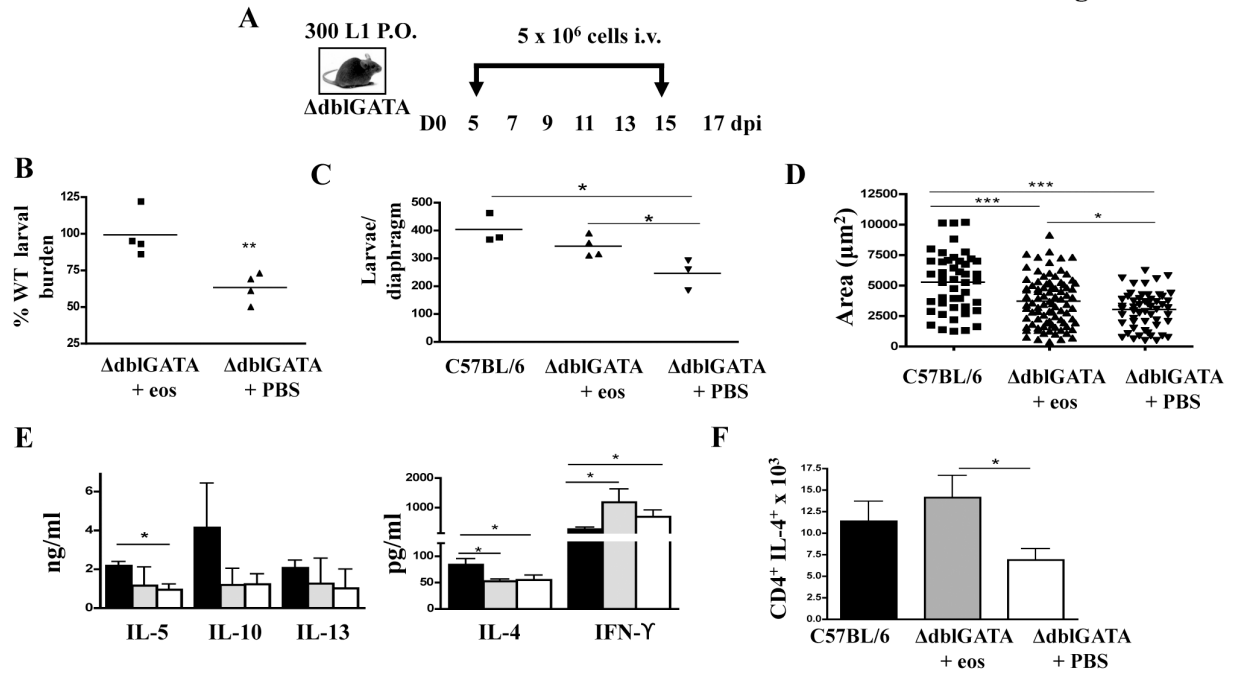 A
300 L1 P.O.
5 x 10⁶ cells i.v.
ΔdblGATA
D0 5 7 9 11 13 15 17 dpi
B
% WT larval
burden
125
100
75
50
25
**
ΔdblGATA
+ eos
ΔdblGATA
+ PBS
C
Larvae/
diaphragm
500
400
300
200
100
0
*
*
C57BL/6
ΔdblGATA
+ eos
ΔdblGATA
+ PBS
D
Area (μm²)
12500
10000
7500
5000
2500
0
***
***
*
C57BL/6
ΔdblGATA
+ eos
ΔdblGATA
+ PBS
E
ng/ml
6
4
2
0
*
IL-5 IL-10 IL-13
pg/ml
2000
1000
100
50
0
*
*
*
*
IL-4 IFN-ϒ
F
CD4⁺ IL-4⁺ x 10³
17.5
15.0
12.5
10.0
7.5
5.0
2.5
0.0
*
C57BL/6
ΔdblGATA
+ eos
ΔdblGATA
+ PBS